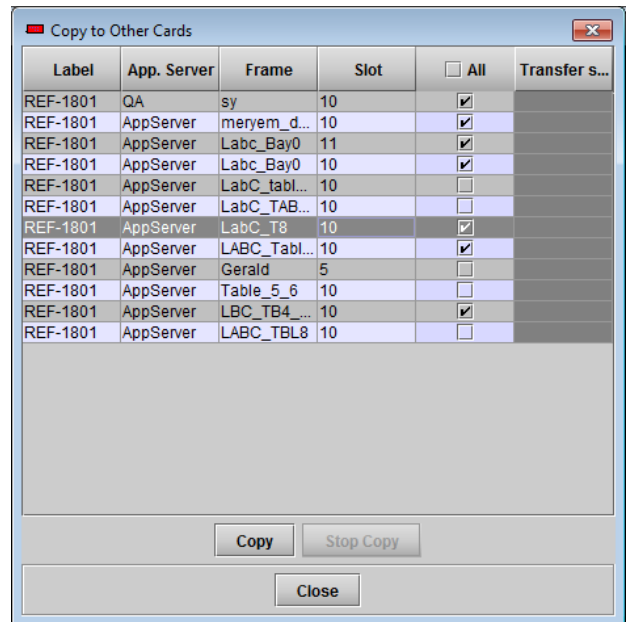 Copy to Other Cards
Label App. Server Frame Slot All Transfer s...
REF-1801 QA sy 10
REF-1801 AppServer meryem_d... 10
REF-1801 AppServer Labc_Bay0 11
REF-1801 AppServer Labc_Bay0 10
REF-1801 AppServer LabC_tabl... 10
REF-1801 AppServer LabC_TAB... 10
REF-1801 AppServer LabC_T8 10
REF-1801 AppServer LABC_Tabl... 10
REF-1801 AppServer Gerald 5
REF-1801 AppServer Table_5_6 10
REF-1801 AppServer LBC_TB4_... 10
REF-1801 AppServer LABC_TBL8 10
Copy Stop Copy
Close